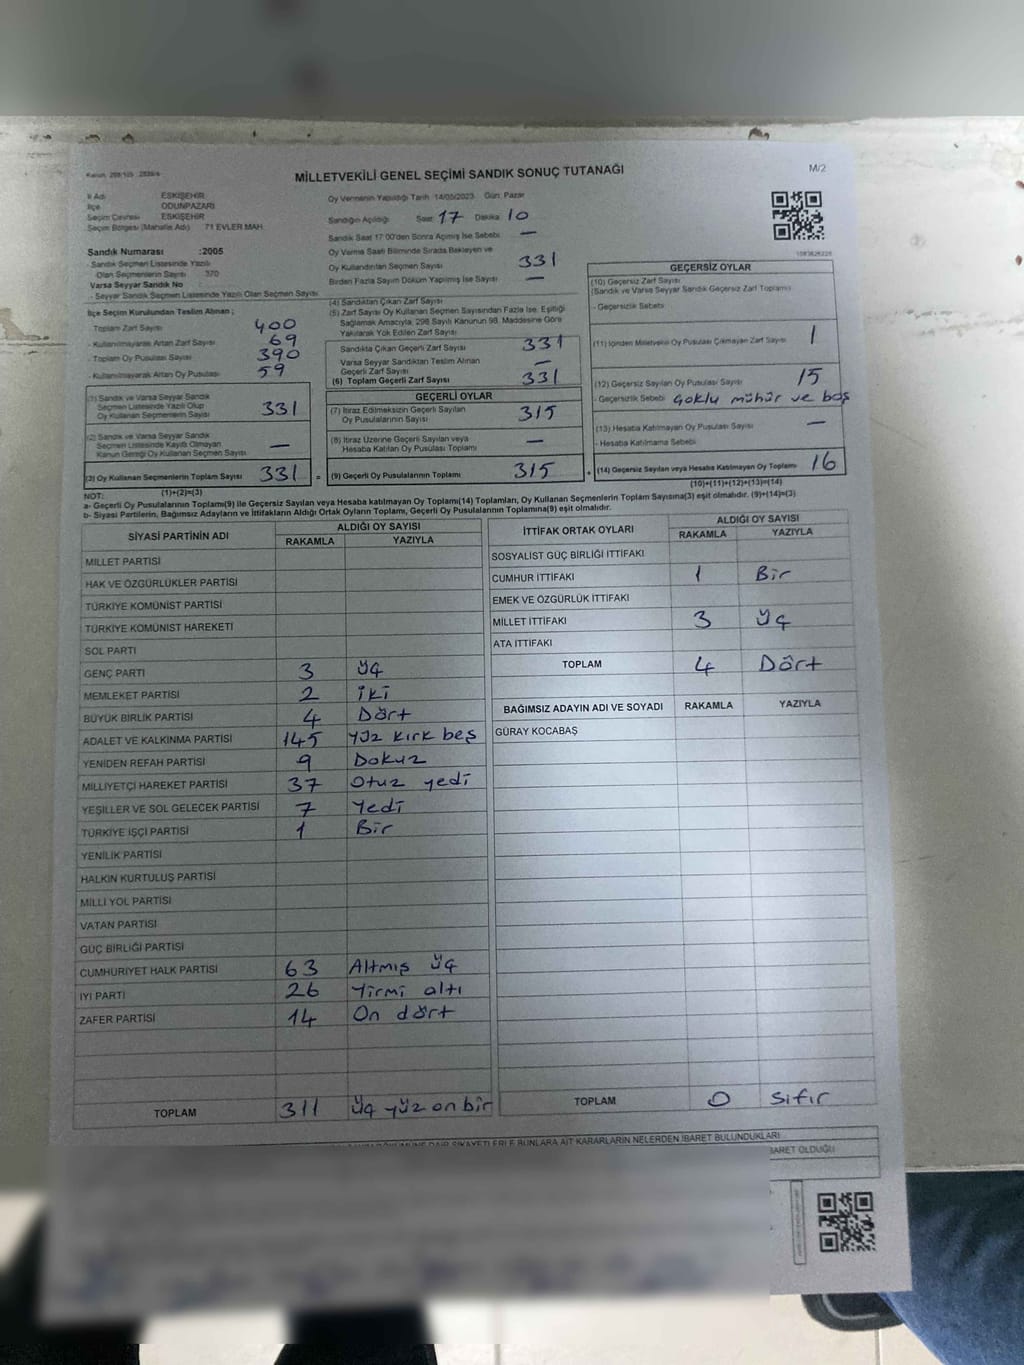 MİLLETVEKİLİ GENEL SEÇİMİ SANDIK SONUÇ TUTANAĞI
M/2
İl Adı ESKİŞEHİR
İlçe ODUNPAZARI
Seçim Çevresi ESKİŞEHİR
Seçim Bölgesi (Mahalle Adı) 71 EVLER MAH.
Sandık Numarası :2005
- Sandık Seçmen Listesinde Yazılı
Olan Seçmenlerin Sayısı 370
Varsa Seyyar Sandık No
- Seyyar Sandık Seçmen Listesinde Yazılı Olan Seçmen Sayısı
İlçe Seçim Kurulundan Teslim Alınan ;
- Toplam Zarf Sayısı 400
- Kullanılmayarak Artan Zarf Sayısı 69
- Toplam Oy Pusulası Sayısı 390
- Kullanılmayarak Artan Oy Pusulası 59
(1) Sandık ve Varsa Seyyar Sandık
Seçmen Listesinde Yazılı Olup
Oy Kullanan Seçmenlerin Sayısı 331
(2) Sandık ve Varsa Seyyar Sandık
Seçmen Listesinde Kayıtlı Olmayan
Kanun Gereği Oy Kullanan Seçmen Sayısı —
(3) Oy Kullanan Seçmenlerin Toplam Sayısı 331 =
(1)+(2)=(3)
Oy Vermenin Yapıldığı Tarih 14/05/2023 Gün: Pazar
Sandığın Açıldığı Saat 17 Dakika 10
Sandık Saat 17:00'den Sonra Açılmış İse Sebebi —
Oy Verme Saati Bitiminde Sırada Bekleyen ve
Oy Kullandırılan Seçmen Sayısı 331
Birden Fazla Sayım Döküm Yapılmış İse Sayısı —
(4) Sandıktan Çıkan Zarf Sayısı
(5) Zarf Sayısı Oy Kullanan Seçmen Sayısından Fazla İse, Eşitliği
Sağlamak Amacıyla, 298 Sayılı Kanunun 98. Maddesine Göre
Yakılarak Yok Edilen Zarf Sayısı
Sandıkta Çıkan Geçerli Zarf Sayısı 331
Varsa Seyyar Sandıktan Teslim Alınan
Geçerli Zarf Sayısı —
(6) Toplam Geçerli Zarf Sayısı 331
GEÇERLİ OYLAR
(7) İtiraz Edilmeksizin Geçerli Sayılan
Oy Pusulalarının Sayısı 315
(8) İtiraz Üzerine Geçerli Sayılan veya
Hesaba Katılan Oy Pusulası Toplamı —
(9) Geçerli Oy Pusulalarının Toplamı 315 +
GEÇERSİZ OYLAR
(10) Geçersiz Zarf Sayısı
(Sandık ve Varsa Seyyar Sandık Geçersiz Zarf Toplamı)
- Geçersizlik Sebebi
(11) İçinden Milletvekili Oy Pusulası Çıkmayan Zarf Sayısı 1
(12) Geçersiz Sayılan Oy Pusulası Sayısı 15
- Geçersizlik Sebebi Çoklu mühür ve boş
(13) Hesaba Katılmayan Oy Pusulası Sayısı —
- Hesaba Katılmama Sebebi
(14) Geçersiz Sayılan veya Hesaba Katılmayan Oy Toplamı 16
(10)+(11)+(12)+(13)=(14)
NOT:
a- Geçerli Oy Pusulalarının Toplamı(9) ile Geçersiz Sayılan veya Hesaba katılmayan Oy Toplamı(14) Toplamları, Oy Kullanan Seçmenlerin Toplam Sayısına(3) eşit olmalıdır. (9)+(14)=(3)
b- Siyasi Partilerin, Bağımsız Adayların ve İttifakların Aldığı Ortak Oyların Toplamı, Geçerli Oy Pusulalarının Toplamına(9) eşit olmalıdır.
SİYASİ PARTİNİN ADI ALDIĞI OY SAYISI
RAKAMLA YAZIYLA
MİLLET PARTİSİ
HAK VE ÖZGÜRLÜKLER PARTİSİ
TÜRKİYE KOMÜNİST PARTİSİ
TÜRKİYE KOMÜNİST HAREKETİ
SOL PARTİ
GENÇ PARTİ 3 üç
MEMLEKET PARTİSİ 2 iki
BÜYÜK BİRLİK PARTİSİ 4 Dört
ADALET VE KALKINMA PARTİSİ 145 yüz kırk beş
YENİDEN REFAH PARTİSİ 9 Dokuz
MİLLİYETÇİ HAREKET PARTİSİ 37 Otuz yedi
YEŞİLLER VE SOL GELECEK PARTİSİ 7 Yedi
TÜRKİYE İŞÇİ PARTİSİ 1 Bir
YENİLİK PARTİSİ
HALKIN KURTULUŞ PARTİSİ
MİLLİ YOL PARTİSİ
VATAN PARTİSİ
GÜÇ BİRLİĞİ PARTİSİ
CUMHURİYET HALK PARTİSİ 63 Altmış üç
İYİ PARTİ 26 Yirmi altı
ZAFER PARTİSİ 14 On dört
TOPLAM 311 üç yüz on bir
İTTİFAK ORTAK OYLARI ALDIĞI OY SAYISI
RAKAMLA YAZIYLA
SOSYALİST GÜÇ BİRLİĞİ İTTİFAKI
CUMHUR İTTİFAKI 1 Bir
EMEK VE ÖZGÜRLÜK İTTİFAKI
MİLLET İTTİFAKI 3 üç
ATA İTTİFAKI
TOPLAM 4 Dört
BAĞIMSIZ ADAYIN ADI VE SOYADI RAKAMLA YAZIYLA
GÜRAY KOCABAŞ
TOPLAM 0 sıfır
DÖKÜMÜNE DAİR ŞİKAYETLER İLE BUNLARA AİT KARARLARIN NELERDEN İBARET BULUNDUKLARI
BARET OLDUĞU